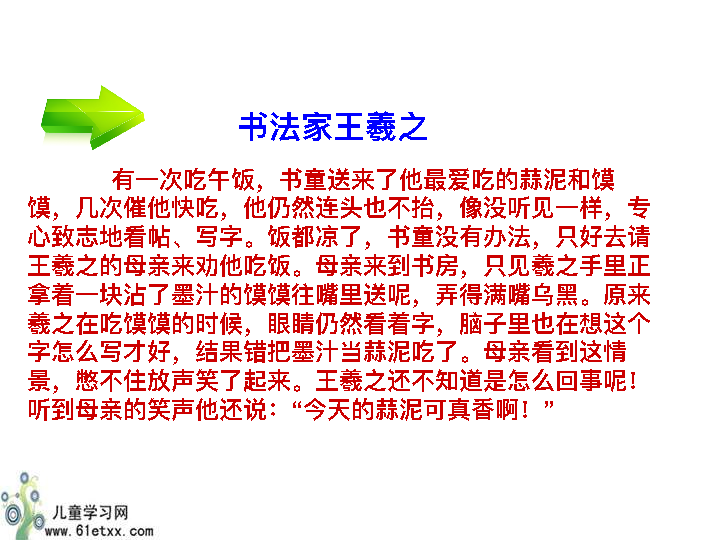 书法家王羲之
有一次吃午饭，书童送来了他最爱吃的蒜泥和馍
馍，几次催他快吃，他仍然连头也不抬，像没听见一样，专
心致志地看帖、写字。饭都凉了，书童没有办法，只好去请
王羲之的母亲来劝他吃饭。母亲来到书房，只见羲之手里正
拿着一块沾了墨汁的馍馍往嘴里送呢，弄得满嘴乌黑。原来
羲之在吃馍馍的时候，眼睛仍然看着字，脑子里也在想这个
字怎么写才好，结果错把墨汁当蒜泥吃了。母亲看到这情
景，憋不住放声笑了起来。王羲之还不知道是怎么回事呢！
听到母亲的笑声他还说：“今天的蒜泥可真香啊！”
儿童学习网
www.61etxx.com